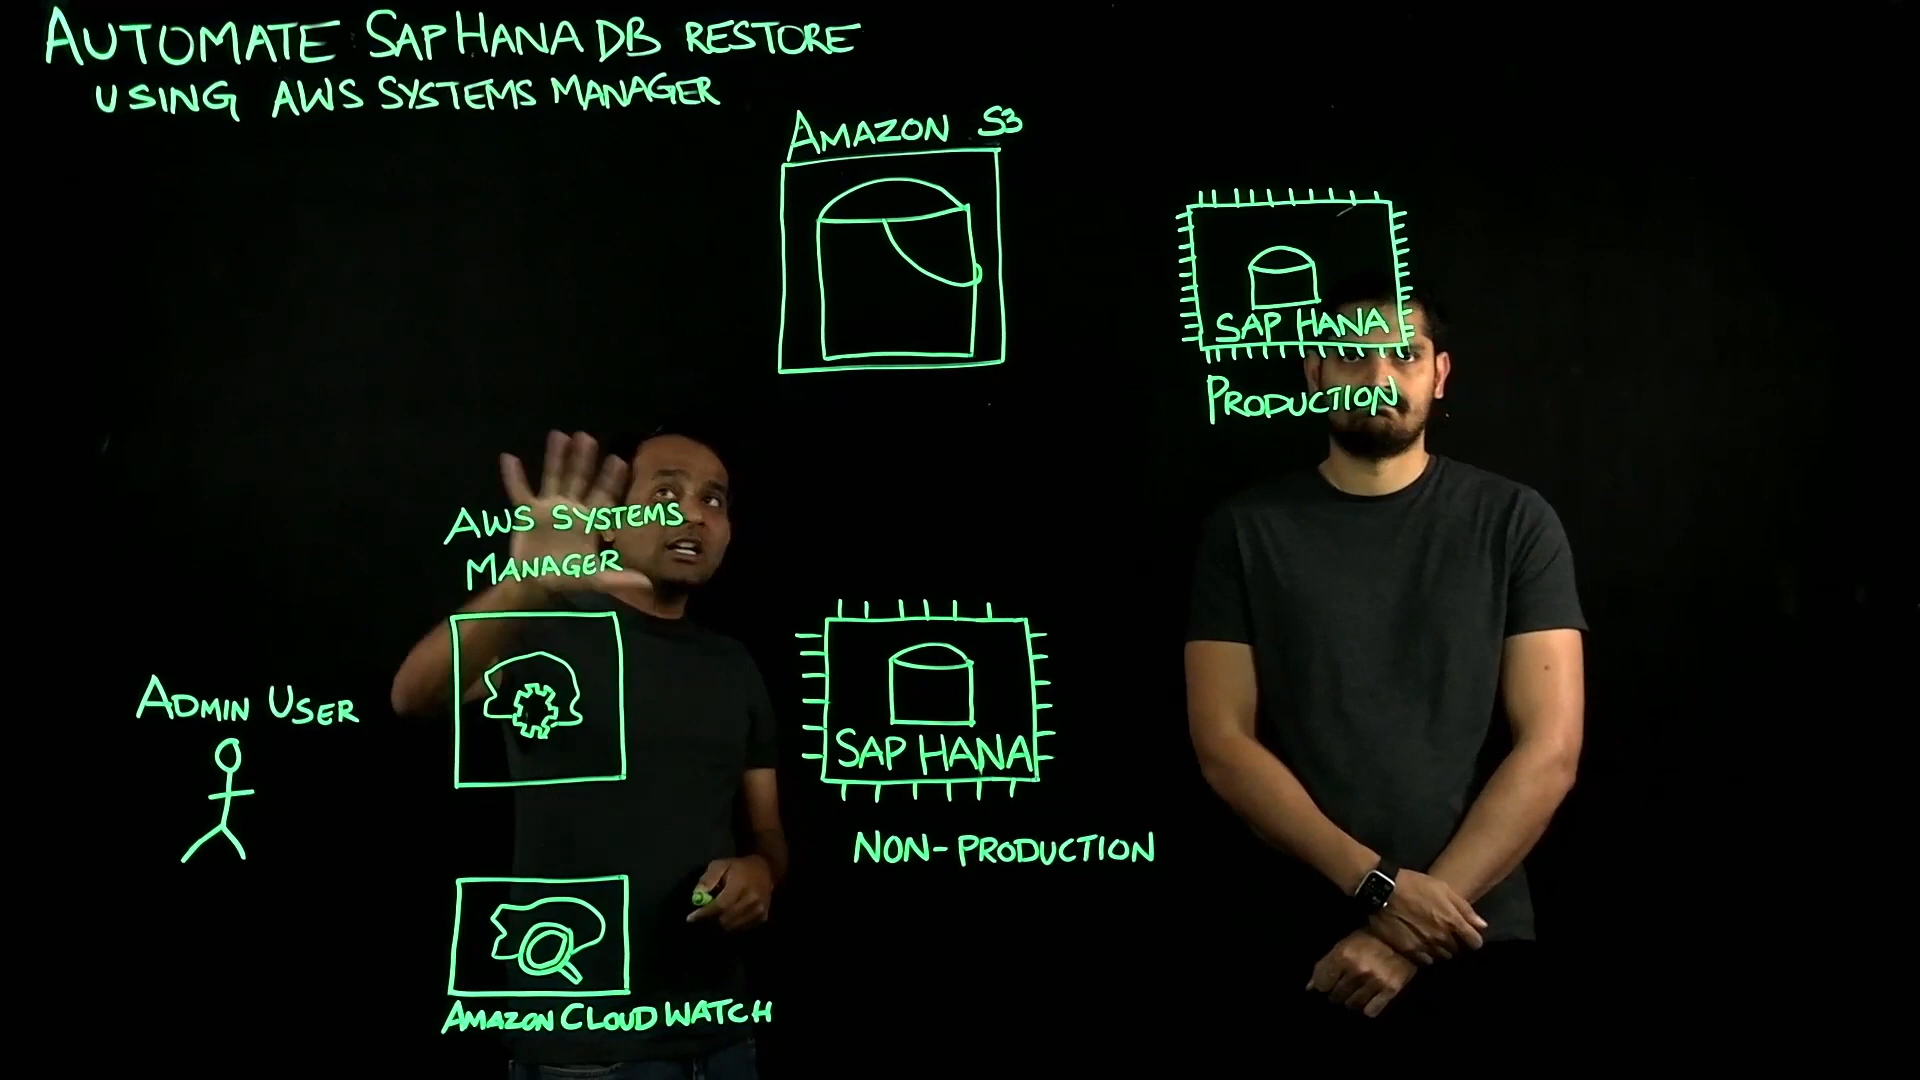 AUTOMATE SAP HANA DB RESTORE
USING AWS SYSTEMS MANAGER
AMAZON S3
SAP HANA
PRODUCTION
AWS SYSTEMS
MANAGER
ADMIN USER
SAP HANA
NON-PRODUCTION
AMAZON CLOUDWATCH